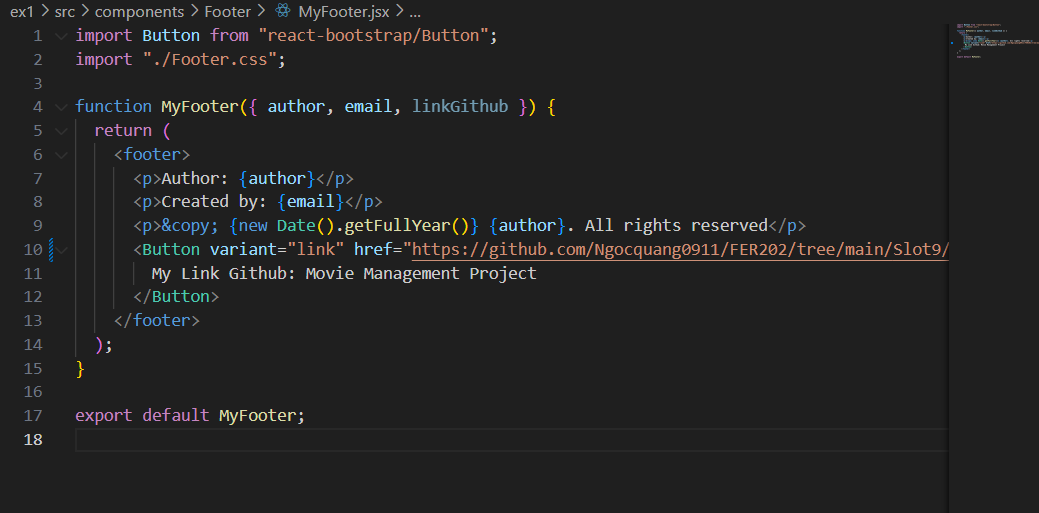 ex1 > src > components > Footer > MyFooter.jsx > ...
1 import Button from "react-bootstrap/Button";
2 import "./Footer.css";
3
4 function MyFooter({ author, email, linkGithub }) {
5 return (
6 <footer>
7 <p>Author: {author}</p>
8 <p>Created by: {email}</p>
9 <p>&copy; {new Date().getFullYear()} {author}. All rights reserved</p>
10 <Button variant="link" href="https://github.com/Ngocquang0911/FER202/tree/main/Slot9/
11 My Link Github: Movie Management Project
12 </Button>
13 </footer>
14 );
15 }
16
17 export default MyFooter;
18